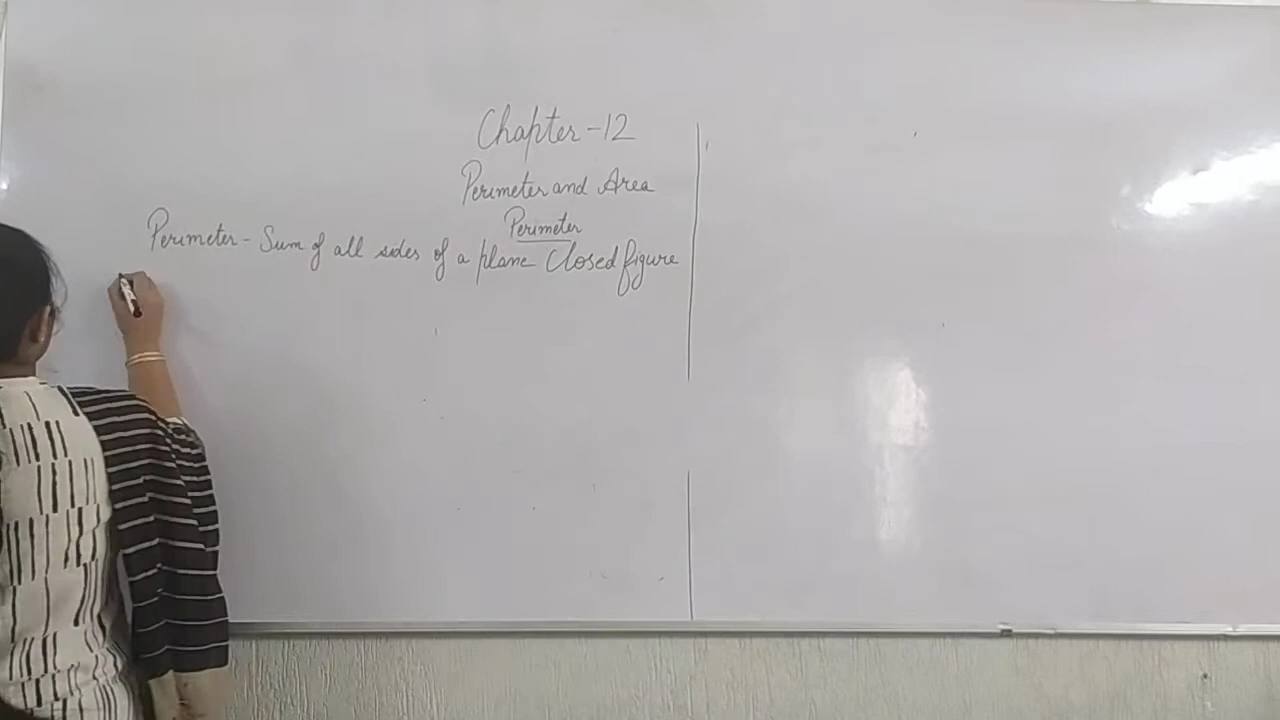 Chapter-12
Perimeter and Area
Perimeter
Perimeter - Sum of all sides of a plane Closed figure